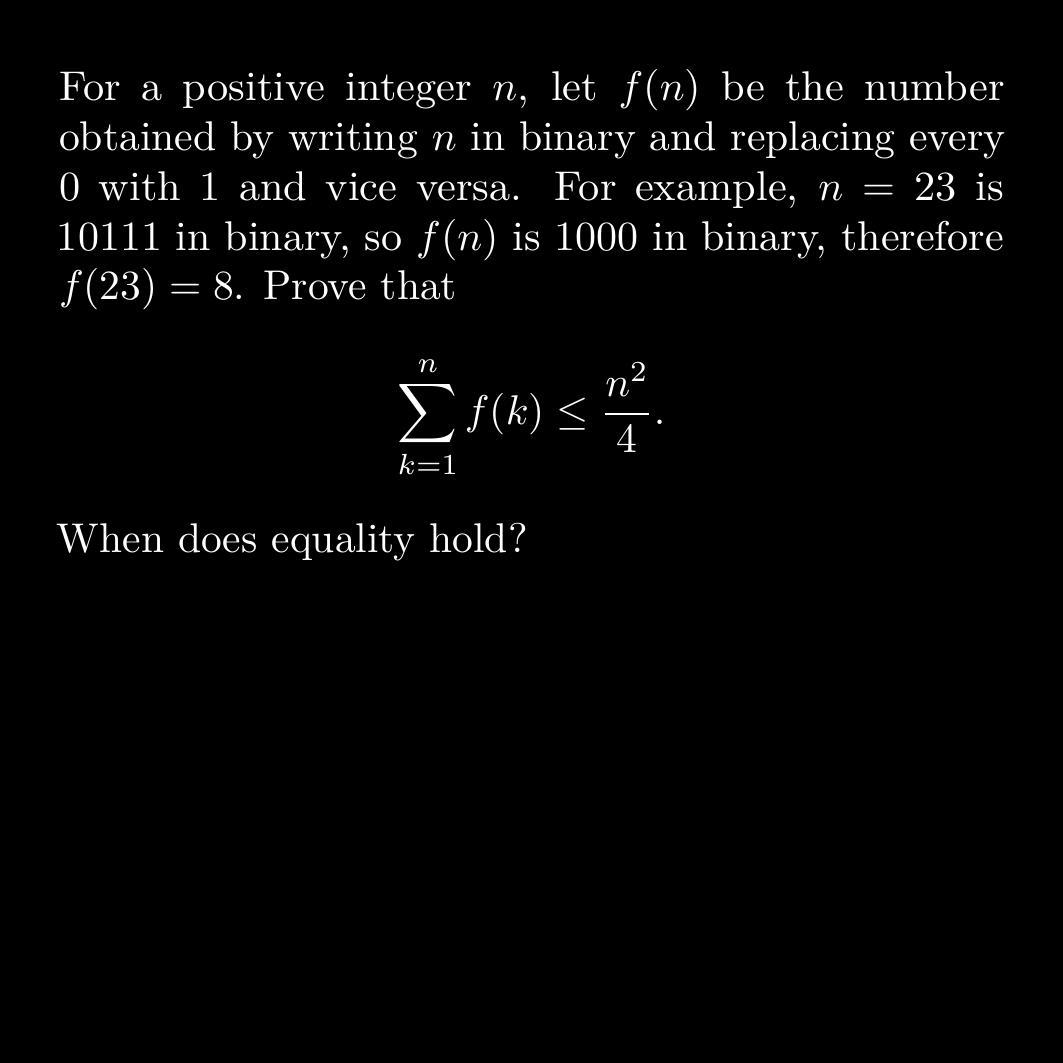 For a positive integer n, let f(n) be the number
obtained by writing n in binary and replacing every
0 with 1 and vice versa. For example, n = 23 is
10111 in binary, so f(n) is 1000 in binary, therefore
f(23) = 8. Prove that
n
∑ f(k) ≤ n²/4.
k=1
When does equality hold?